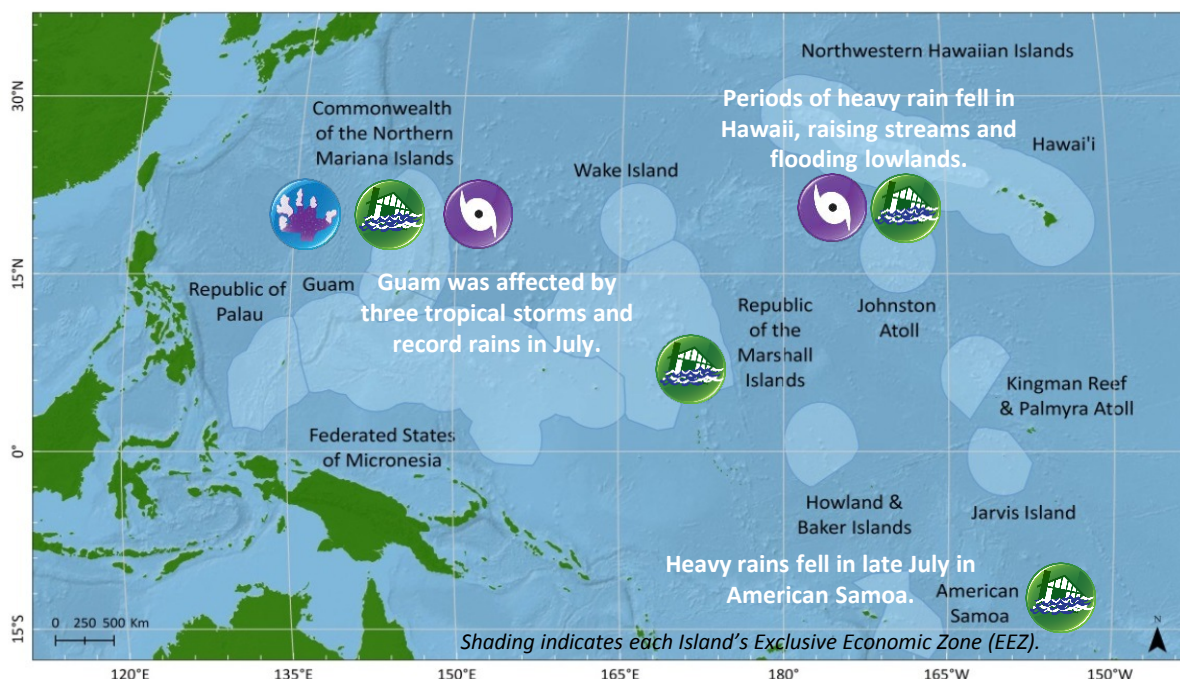 Northwestern Hawaiian Islands
30°N
Commonwealth
of the Northern
Mariana Islands
Periods of heavy rain fell in
Hawaii, raising streams and
flooding lowlands.
Hawai'i
Wake Island
15°N
Republic of
Palau
Guam
Guam was affected by
three tropical storms and
record rains in July.
Republic
of the
Marshall
Islands
Johnston
Atoll
Kingman Reef
& Palmyra Atoll
Federated States
of Micronesia
0°
Howland &
Baker Islands
Jarvis Island
Heavy rains fell in late July in
American Samoa.
American
Samoa
15°S
0 250 500 Km
Shading indicates each Island's Exclusive Economic Zone (EEZ).
N
120°E
135°E
150°E
165°E
180°
165°W
150°W